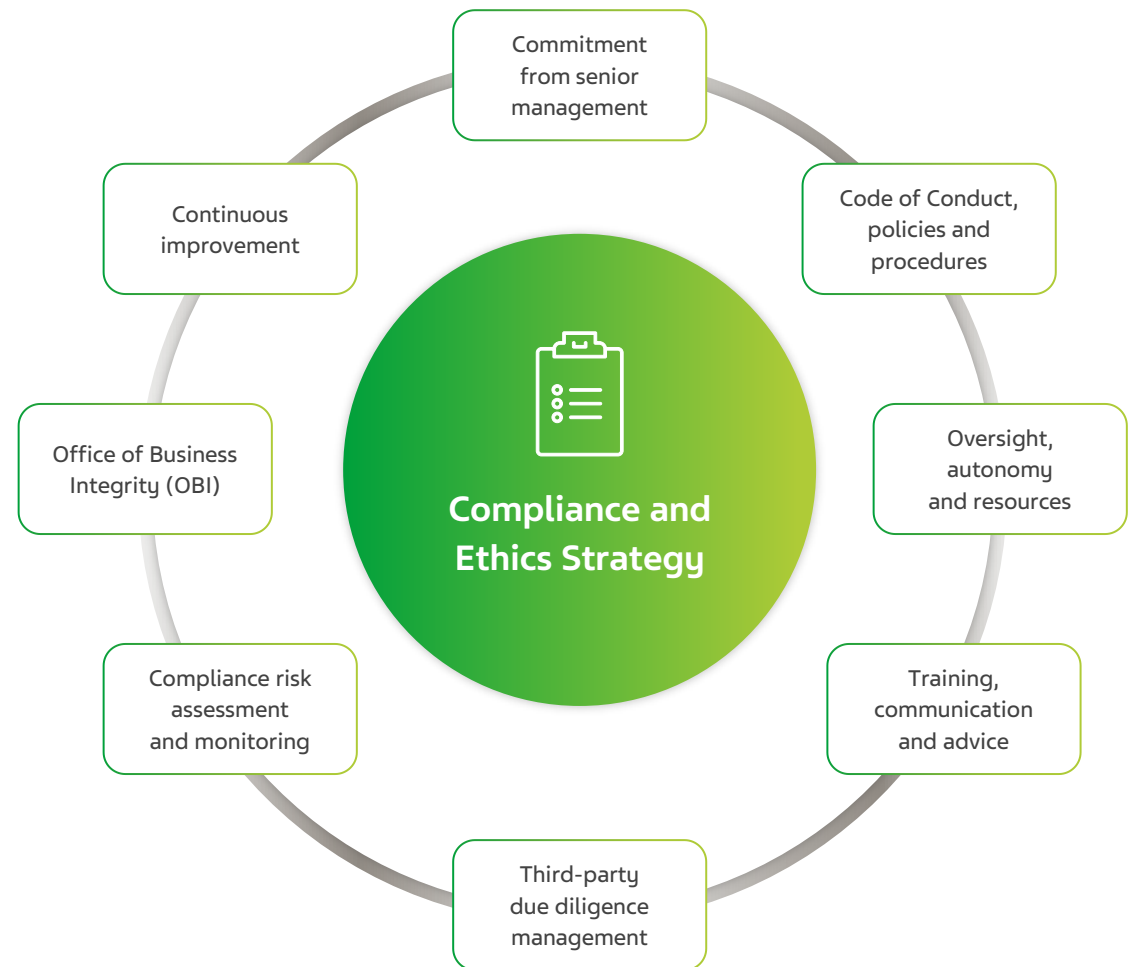 Commitment
from senior
management
Code of Conduct,
policies and
procedures
Oversight,
autonomy
and resources
Training,
communication
and advice
Third-party
due diligence
management
Compliance risk
assessment
and monitoring
Office of Business
Integrity (OBI)
Continuous
improvement
Compliance and
Ethics Strategy